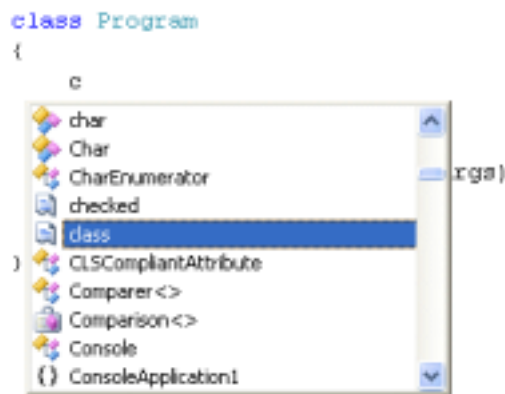 class Program
{
c
char
Char
CharEnumerator
rgs)
checked
class
}
CLSCompliantAttribute
Comparer<>
Comparison<>
Console
{} ConsoleApplication1